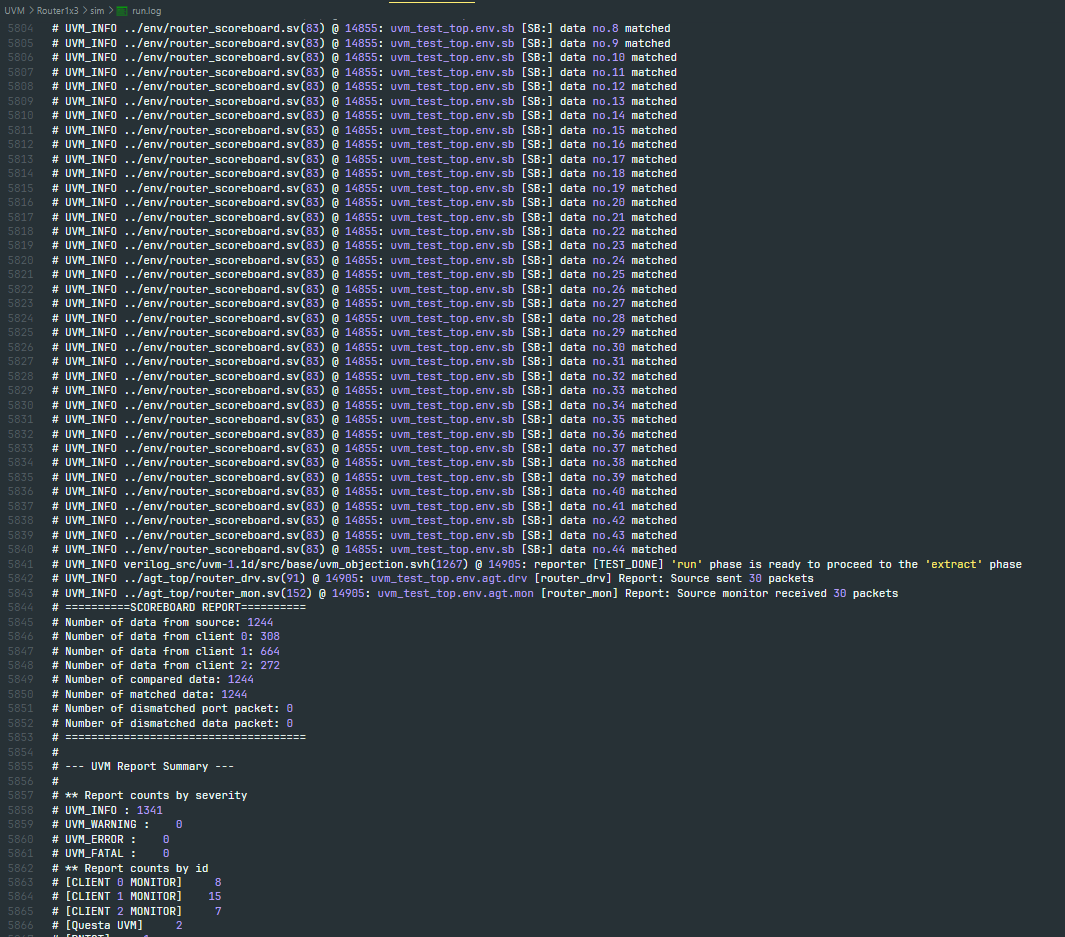 UVM > Router1x3 > sim > run.log
5804 # UVM_INFO ../env/router_scoreboard.sv(83) @ 14855: uvm_test_top.env.sb [SB:] data no.8 matched
5805 # UVM_INFO ../env/router_scoreboard.sv(83) @ 14855: uvm_test_top.env.sb [SB:] data no.9 matched
5806 # UVM_INFO ../env/router_scoreboard.sv(83) @ 14855: uvm_test_top.env.sb [SB:] data no.10 matched
5807 # UVM_INFO ../env/router_scoreboard.sv(83) @ 14855: uvm_test_top.env.sb [SB:] data no.11 matched
5808 # UVM_INFO ../env/router_scoreboard.sv(83) @ 14855: uvm_test_top.env.sb [SB:] data no.12 matched
5809 # UVM_INFO ../env/router_scoreboard.sv(83) @ 14855: uvm_test_top.env.sb [SB:] data no.13 matched
5810 # UVM_INFO ../env/router_scoreboard.sv(83) @ 14855: uvm_test_top.env.sb [SB:] data no.14 matched
5811 # UVM_INFO ../env/router_scoreboard.sv(83) @ 14855: uvm_test_top.env.sb [SB:] data no.15 matched
5812 # UVM_INFO ../env/router_scoreboard.sv(83) @ 14855: uvm_test_top.env.sb [SB:] data no.16 matched
5813 # UVM_INFO ../env/router_scoreboard.sv(83) @ 14855: uvm_test_top.env.sb [SB:] data no.17 matched
5814 # UVM_INFO ../env/router_scoreboard.sv(83) @ 14855: uvm_test_top.env.sb [SB:] data no.18 matched
5815 # UVM_INFO ../env/router_scoreboard.sv(83) @ 14855: uvm_test_top.env.sb [SB:] data no.19 matched
5816 # UVM_INFO ../env/router_scoreboard.sv(83) @ 14855: uvm_test_top.env.sb [SB:] data no.20 matched
5817 # UVM_INFO ../env/router_scoreboard.sv(83) @ 14855: uvm_test_top.env.sb [SB:] data no.21 matched
5818 # UVM_INFO ../env/router_scoreboard.sv(83) @ 14855: uvm_test_top.env.sb [SB:] data no.22 matched
5819 # UVM_INFO ../env/router_scoreboard.sv(83) @ 14855: uvm_test_top.env.sb [SB:] data no.23 matched
5820 # UVM_INFO ../env/router_scoreboard.sv(83) @ 14855: uvm_test_top.env.sb [SB:] data no.24 matched
5821 # UVM_INFO ../env/router_scoreboard.sv(83) @ 14855: uvm_test_top.env.sb [SB:] data no.25 matched
5822 # UVM_INFO ../env/router_scoreboard.sv(83) @ 14855: uvm_test_top.env.sb [SB:] data no.26 matched
5823 # UVM_INFO ../env/router_scoreboard.sv(83) @ 14855: uvm_test_top.env.sb [SB:] data no.27 matched
5824 # UVM_INFO ../env/router_scoreboard.sv(83) @ 14855: uvm_test_top.env.sb [SB:] data no.28 matched
5825 # UVM_INFO ../env/router_scoreboard.sv(83) @ 14855: uvm_test_top.env.sb [SB:] data no.29 matched
5826 # UVM_INFO ../env/router_scoreboard.sv(83) @ 14855: uvm_test_top.env.sb [SB:] data no.30 matched
5827 # UVM_INFO ../env/router_scoreboard.sv(83) @ 14855: uvm_test_top.env.sb [SB:] data no.31 matched
5828 # UVM_INFO ../env/router_scoreboard.sv(83) @ 14855: uvm_test_top.env.sb [SB:] data no.32 matched
5829 # UVM_INFO ../env/router_scoreboard.sv(83) @ 14855: uvm_test_top.env.sb [SB:] data no.33 matched
5830 # UVM_INFO ../env/router_scoreboard.sv(83) @ 14855: uvm_test_top.env.sb [SB:] data no.34 matched
5831 # UVM_INFO ../env/router_scoreboard.sv(83) @ 14855: uvm_test_top.env.sb [SB:] data no.35 matched
5832 # UVM_INFO ../env/router_scoreboard.sv(83) @ 14855: uvm_test_top.env.sb [SB:] data no.36 matched
5833 # UVM_INFO ../env/router_scoreboard.sv(83) @ 14855: uvm_test_top.env.sb [SB:] data no.37 matched
5834 # UVM_INFO ../env/router_scoreboard.sv(83) @ 14855: uvm_test_top.env.sb [SB:] data no.38 matched
5835 # UVM_INFO ../env/router_scoreboard.sv(83) @ 14855: uvm_test_top.env.sb [SB:] data no.39 matched
5836 # UVM_INFO ../env/router_scoreboard.sv(83) @ 14855: uvm_test_top.env.sb [SB:] data no.40 matched
5837 # UVM_INFO ../env/router_scoreboard.sv(83) @ 14855: uvm_test_top.env.sb [SB:] data no.41 matched
5838 # UVM_INFO ../env/router_scoreboard.sv(83) @ 14855: uvm_test_top.env.sb [SB:] data no.42 matched
5839 # UVM_INFO ../env/router_scoreboard.sv(83) @ 14855: uvm_test_top.env.sb [SB:] data no.43 matched
5840 # UVM_INFO ../env/router_scoreboard.sv(83) @ 14855: uvm_test_top.env.sb [SB:] data no.44 matched
5841 # UVM_INFO verilog_src/uvm-1.1d/src/base/uvm_objection.svh(1267) @ 14905: reporter [TEST_DONE] 'run' phase is ready to proceed to the 'extract' phase
5842 # UVM_INFO ../agt_top/router_drv.sv(91) @ 14905: uvm_test_top.env.agt.drv [router_drv] Report: Source sent 30 packets
5843 # UVM_INFO ../agt_top/router_mon.sv(152) @ 14905: uvm_test_top.env.agt.mon [router_mon] Report: Source monitor received 30 packets
5844 # ==========SCOREBOARD REPORT==========
5845 # Number of data from source: 1244
5846 # Number of data from client 0: 308
5847 # Number of data from client 1: 664
5848 # Number of data from client 2: 272
5849 # Number of compared data: 1244
5850 # Number of matched data: 1244
5851 # Number of dismatched port packet: 0
5852 # Number of dismatched data packet: 0
5853 # =====================================
5854 #
5855 # --- UVM Report Summary ---
5856 #
5857 # ** Report counts by severity
5858 # UVM_INFO : 1341
5859 # UVM_WARNING : 0
5860 # UVM_ERROR : 0
5861 # UVM_FATAL : 0
5862 # ** Report counts by id
5863 # [CLIENT 0 MONITOR] 8
5864 # [CLIENT 1 MONITOR] 15
5865 # [CLIENT 2 MONITOR] 7
5866 # [Questa UVM] 2